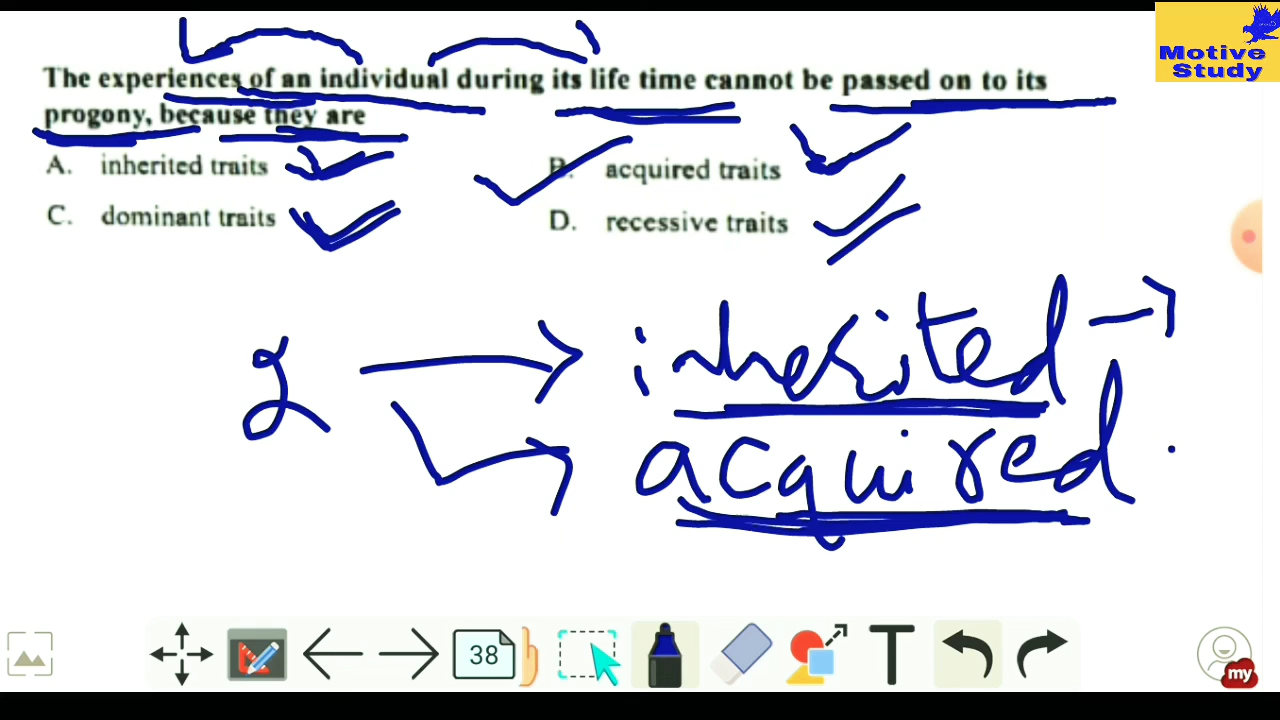 Motive
Study
The experiences of an individual during its life time cannot be passed on to its
progony, because they are
A. inherited traits B. acquired traits
C. dominant traits D. recessive traits
2 inherited
acquired
38
T
my